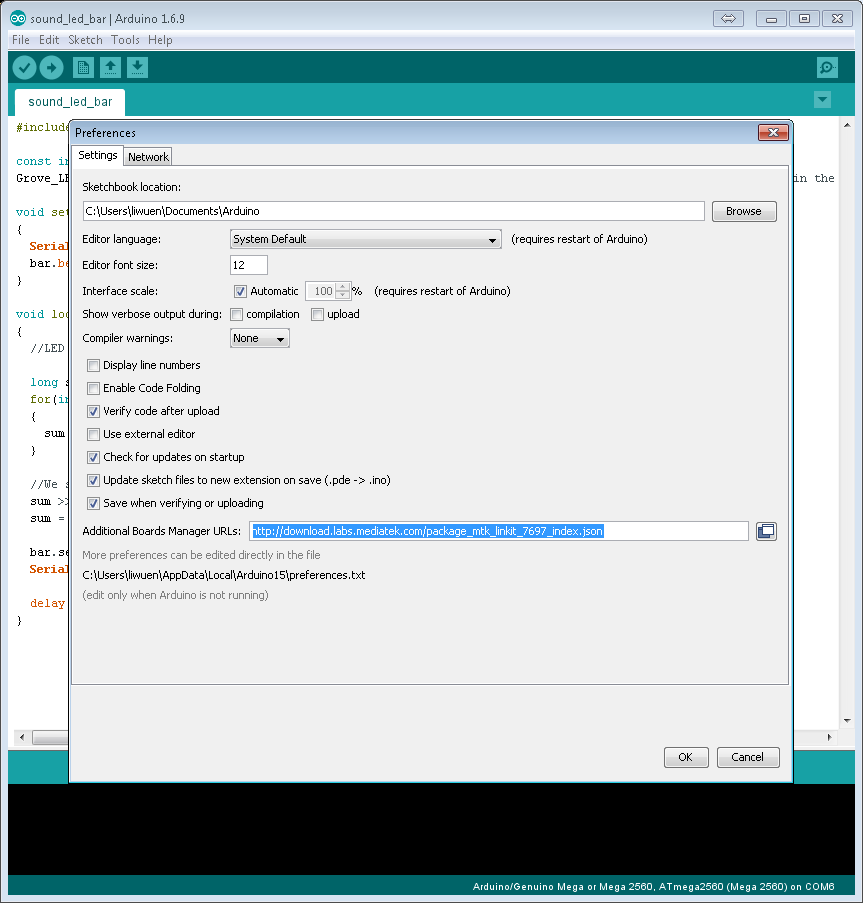 sound_led_bar | Arduino 1.6.9
File Edit Sketch Tools Help
sound_led_bar
#include
Preferences
Settings Network
const in
Grove_LE
in the
Sketchbook location:
C:\Users\liwuen\Documents\Arduino Browse
void set
Editor language: System Default (requires restart of Arduino)
{
Serial
Editor font size: 12
bar.be
}
Interface scale: Automatic 100 % (requires restart of Arduino)
void loo
Show verbose output during: compilation upload
{
Compiler warnings: None
//LED
Display line numbers
long s
Enable Code Folding
for(in
Verify code after upload
{
sum
Use external editor
}
Check for updates on startup
//We s
Update sketch files to new extension on save (.pde -> .ino)
sum >>
Save when verifying or uploading
sum =
Additional Boards Manager URLs: http://download.labs.mediatek.com/package_mtk_linkit_7697_index.json
bar.se
More preferences can be edited directly in the file
Serial
C:\Users\liwuen\AppData\Local\Arduino15\preferences.txt
(edit only when Arduino is not running)
delay
}
OK Cancel
Arduino/Genuino Mega or Mega 2560, ATmega2560 (Mega 2560) on COM6